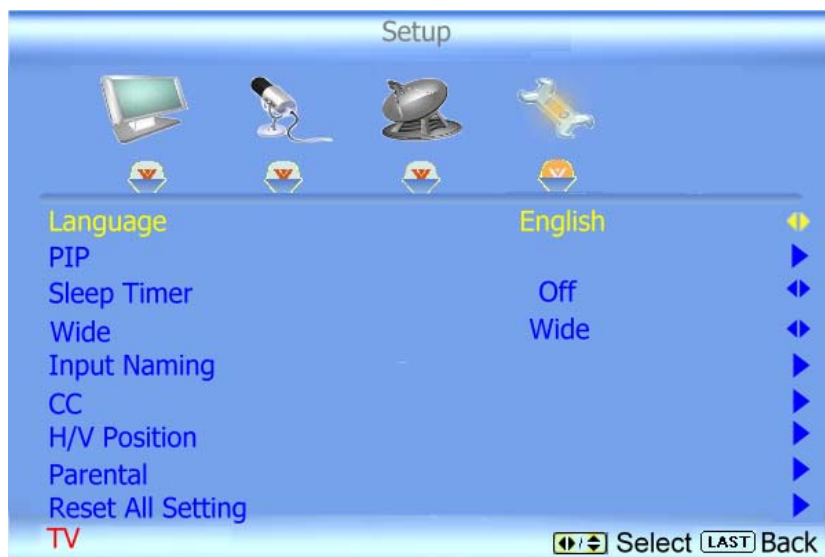 Setup
Language English
PIP
Sleep Timer Off
Wide Wide
Input Naming
CC
H/V Position
Parental
Reset All Setting
TV Select LAST Back